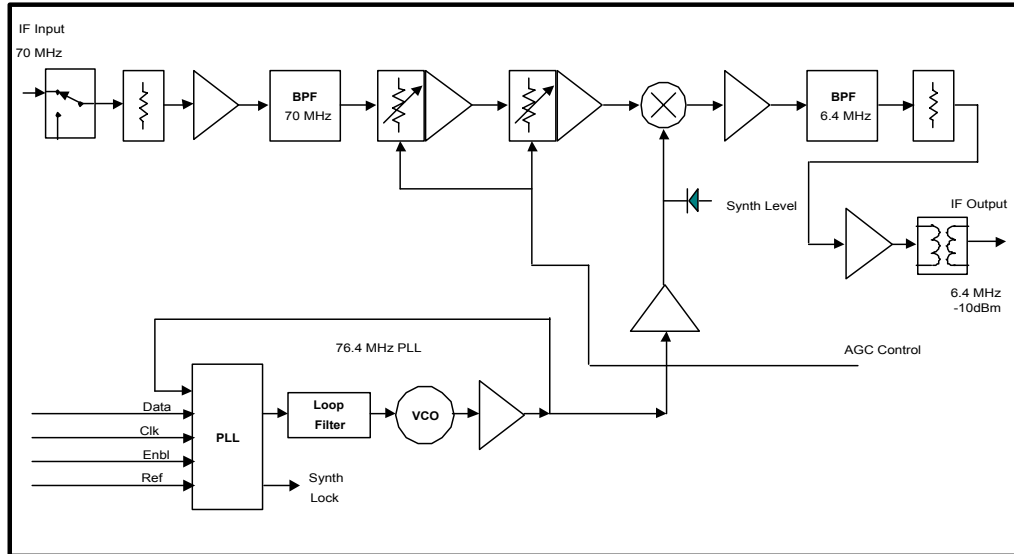 IF Input
70 MHz
BPF
70 MHz
BPF
6.4 MHz
Synth Level
IF Output
6.4 MHz
-10dBm
76.4 MHz PLL
AGC Control
Data
Clk
Enbl
Ref
PLL
Loop
Filter
VCO
Synth
Lock